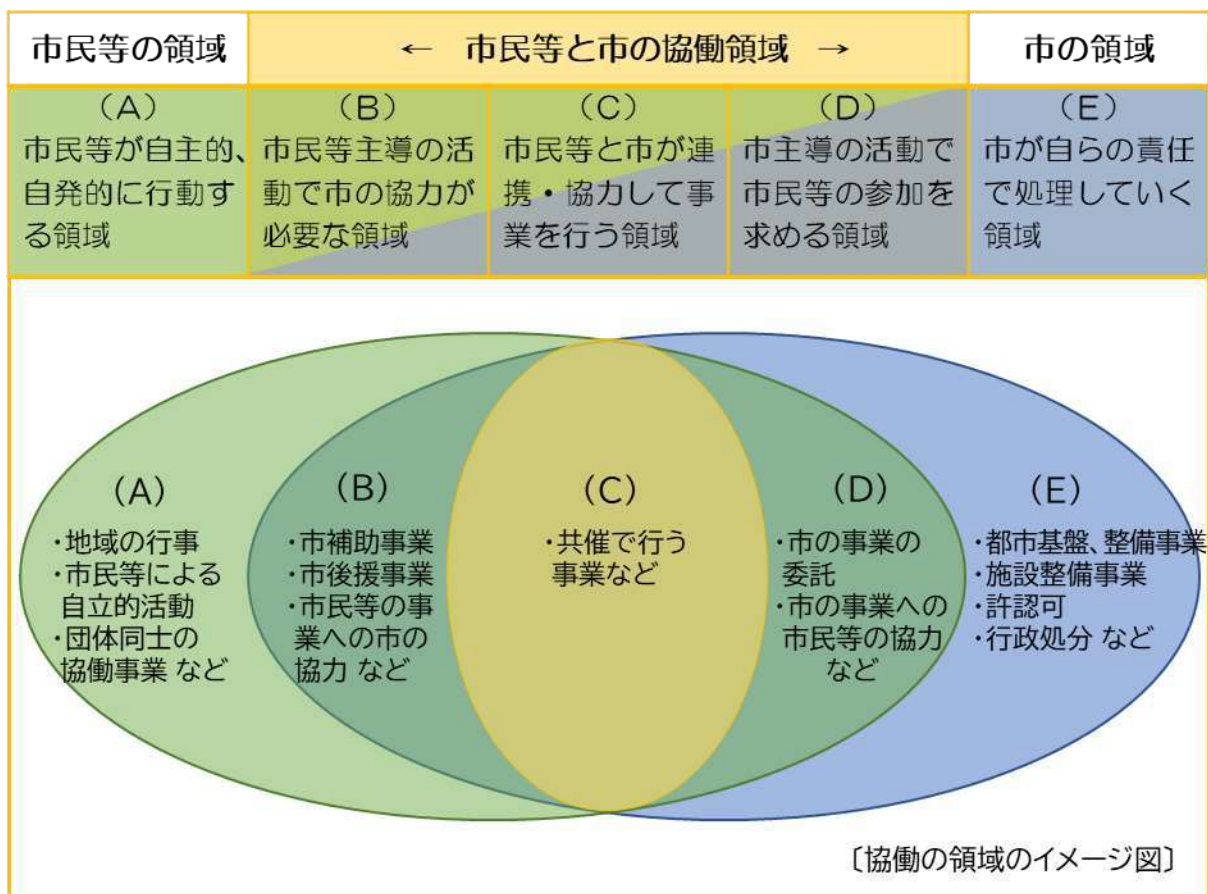 市民等の領域
← 市民等と市の協働領域 →
市の領域
（A）
市民等が自主的、
自発的に行動す
る領域
（B）
市民等主導の活
動で市の協力が
必要な領域
（C）
市民等と市が連
携・協力して事
業を行う領域
（D）
市主導の活動で
市民等の参加を
求める領域
（E）
市が自らの責任
で処理していく
領域
（A）
・地域の行事
・市民等による
自立的活動
・団体同士の
協働事業 など
（B）
・市補助事業
・市後援事業
・市民等の事
業への市の
協力 など
（C）
・共催で行う
事業など
（D）
・市の事業の
委託
・市の事業への
市民等の協力
など
（E）
・都市基盤、整備事業
・施設整備事業
・許認可
・行政処分 など
〔協働の領域のイメージ図〕